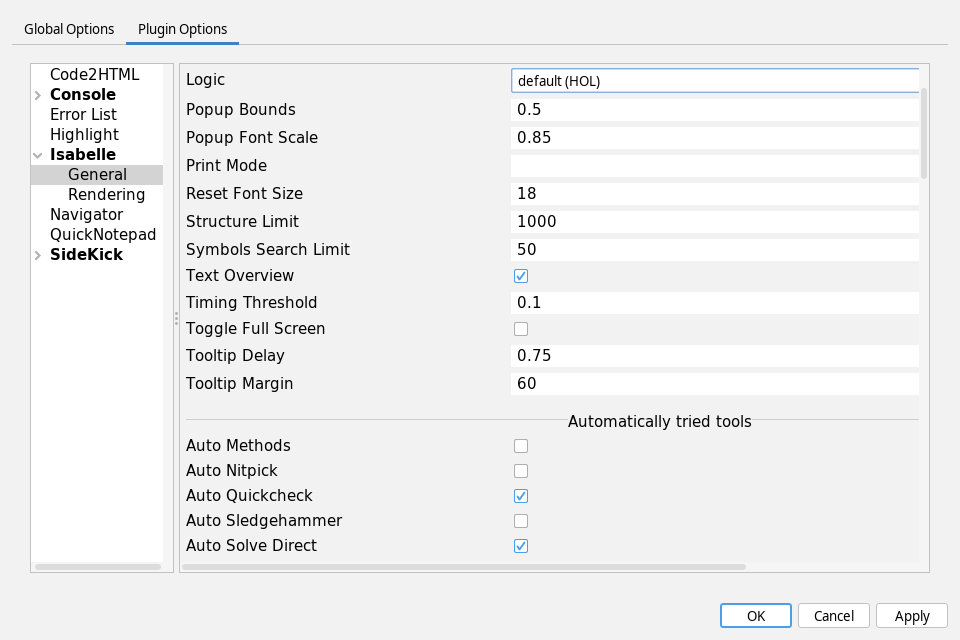 Global Options
Plugin Options
Code2HTML
Console
Error List
Highlight
Isabelle
General
Rendering
Navigator
QuickNotepad
SideKick
Logic default (HOL)
Popup Bounds 0.5
Popup Font Scale 0.85
Print Mode
Reset Font Size 18
Structure Limit 1000
Symbols Search Limit 50
Text Overview
Timing Threshold 0.1
Toggle Full Screen
Tooltip Delay 0.75
Tooltip Margin 60
Automatically tried tools
Auto Methods
Auto Nitpick
Auto Quickcheck
Auto Sledgehammer
Auto Solve Direct
OK Cancel Apply